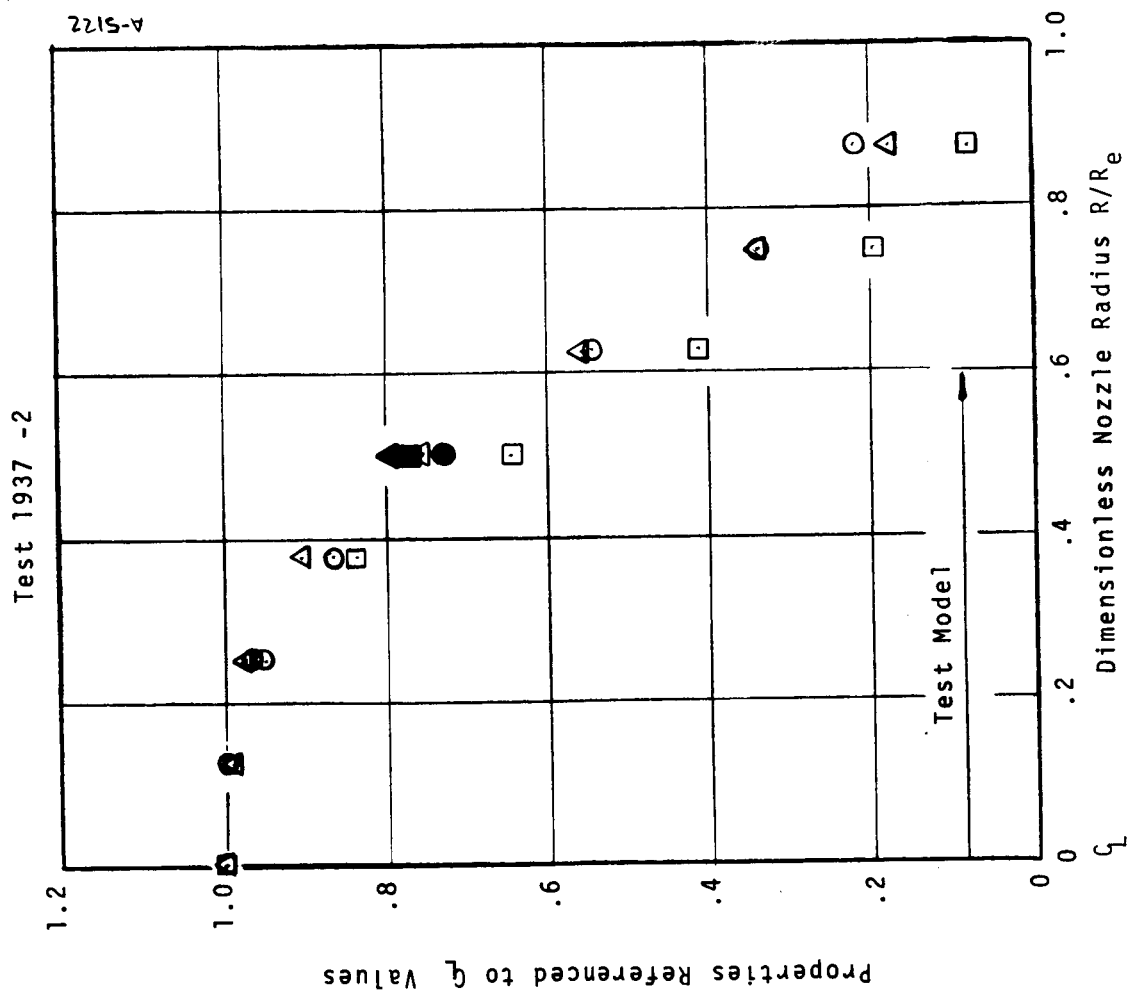 Test 1937 -2
A-5122
1.2
1.0
.8
.6
.4
.2
0
Properties Referenced to ℄ Values
Test Model
0
.2
.4
.6
.8
1.0
℄
Dimensionless Nozzle Radius R/Re